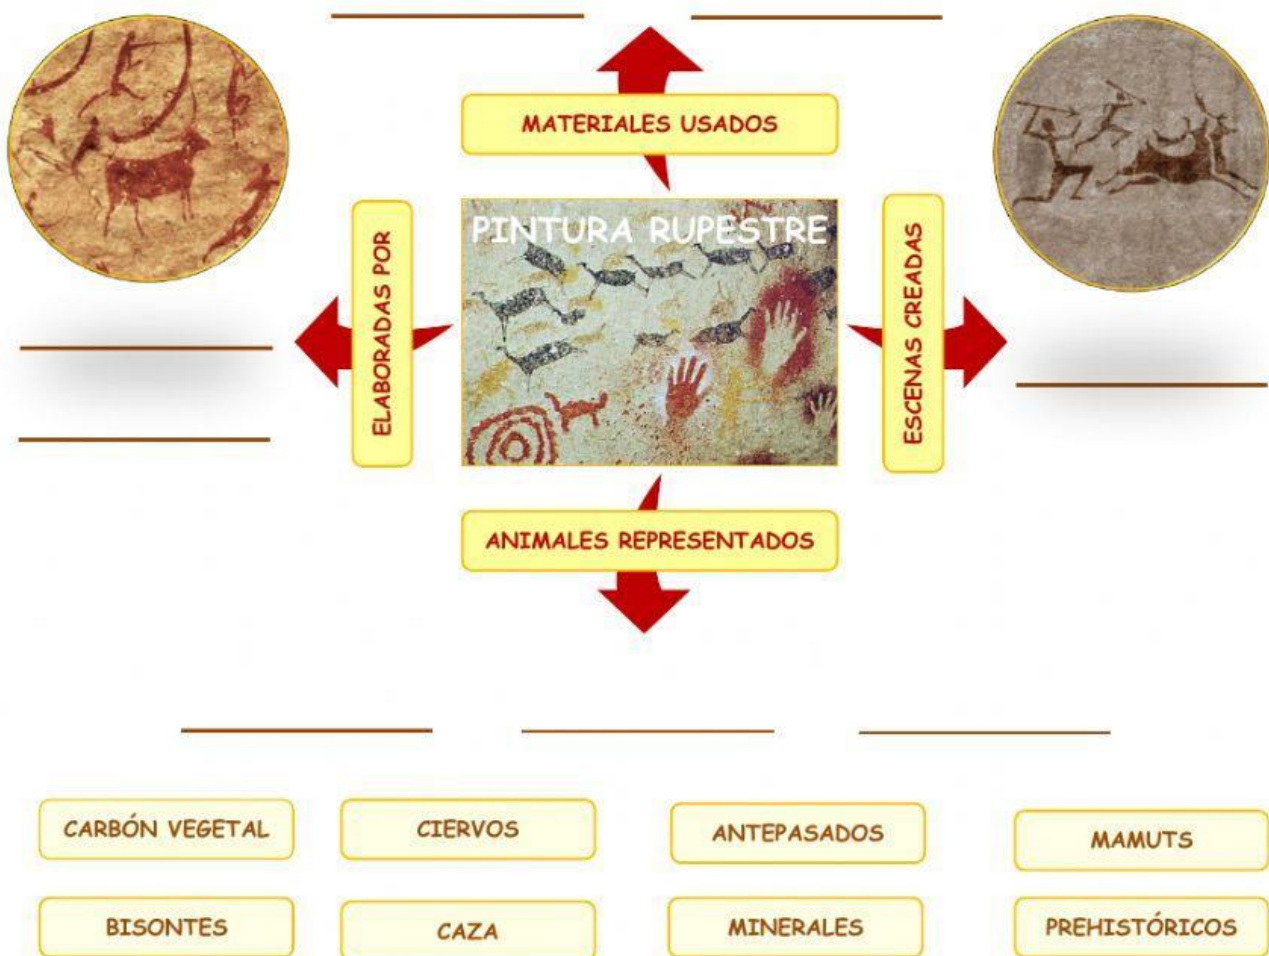 MATERIALES USADOS
PINTURA RUPESTRE
ELABORADAS POR
ESCENAS CREADAS
ANIMALES REPRESENTADOS
CARBÓN VEGETAL
CIERVOS
ANTEPASADOS
MAMUTS
BISONTES
CAZA
MINERALES
PREHISTÓRICOS